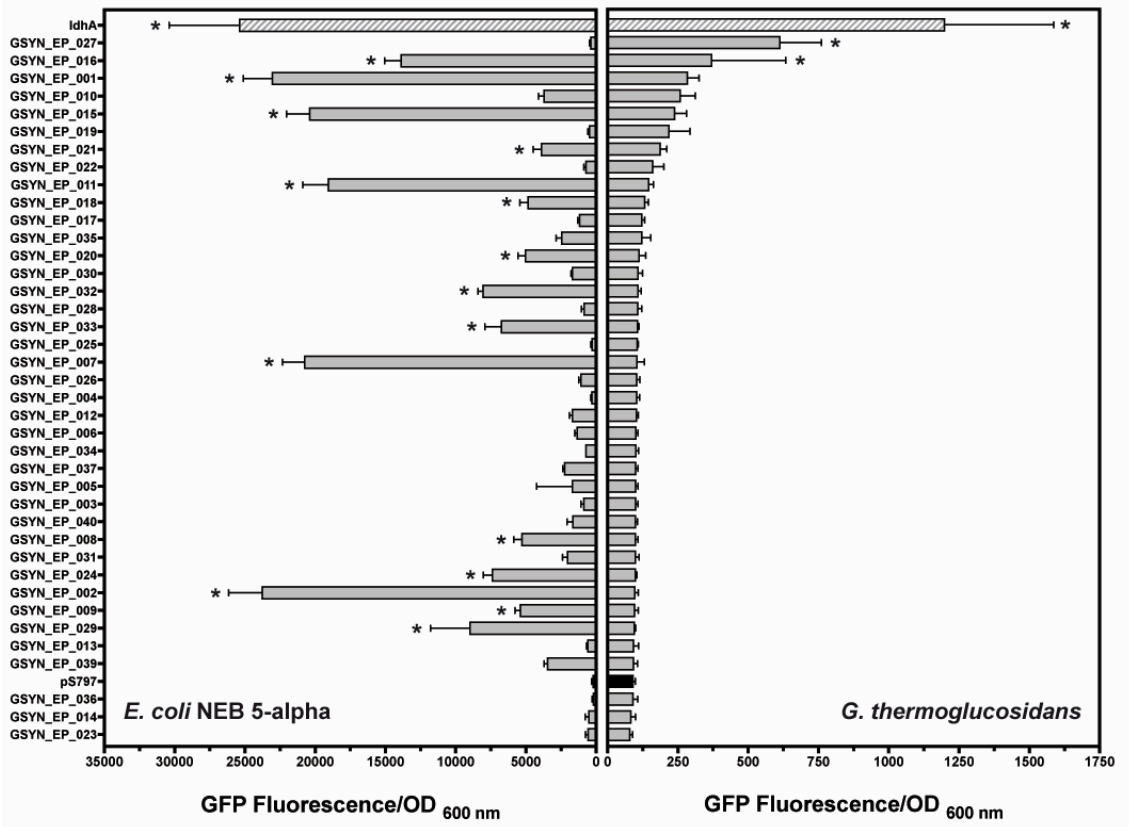 ldhA
GSYN_EP_027
GSYN_EP_016
GSYN_EP_001
GSYN_EP_010
GSYN_EP_015
GSYN_EP_019
GSYN_EP_021
GSYN_EP_022
GSYN_EP_011
GSYN_EP_018
GSYN_EP_017
GSYN_EP_035
GSYN_EP_020
GSYN_EP_030
GSYN_EP_032
GSYN_EP_028
GSYN_EP_033
GSYN_EP_025
GSYN_EP_007
GSYN_EP_026
GSYN_EP_004
GSYN_EP_012
GSYN_EP_006
GSYN_EP_034
GSYN_EP_037
GSYN_EP_005
GSYN_EP_003
GSYN_EP_040
GSYN_EP_008
GSYN_EP_031
GSYN_EP_024
GSYN_EP_002
GSYN_EP_009
GSYN_EP_029
GSYN_EP_013
GSYN_EP_039
pS797
GSYN_EP_036
GSYN_EP_014
GSYN_EP_023
E. coli NEB 5-alpha
G. thermoglucosidans
35000 30000 25000 20000 15000 10000 5000 0
0 250 500 750 1000 1250 1500 1750
GFP Fluorescence/OD 600 nm
GFP Fluorescence/OD 600 nm